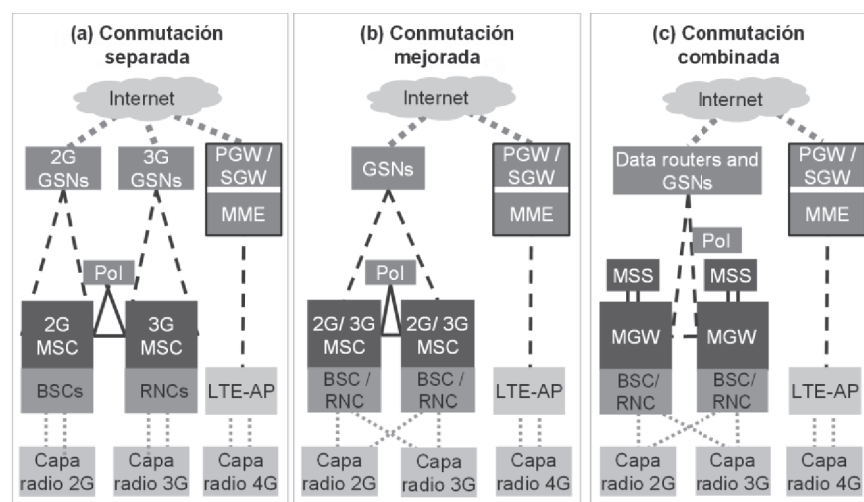 (a) Conmutación
separada
Internet
2G
GSNs
3G
GSNs
PGW /
SGW
MME
PoI
2G
MSC
3G
MSC
BSCs
RNCs
LTE-AP
Capa
radio 2G
Capa
radio 3G
Capa
radio 4G
(b) Conmutación
mejorada
Internet
GSNs
PGW /
SGW
MME
PoI
2G/ 3G
MSC
2G/ 3G
MSC
BSC /
RNC
BSC /
RNC
LTE-AP
Capa
radio 2G
Capa
radio 3G
Capa
radio 4G
(c) Conmutación
combinada
Internet
Data routers and
GSNs
PGW /
SGW
MME
PoI
MSS
MSS
MGW
MGW
BSC/
RNC
BSC/
RNC
LTE-AP
Capa
radio 2G
Capa
radio 3G
Capa
radio 4G